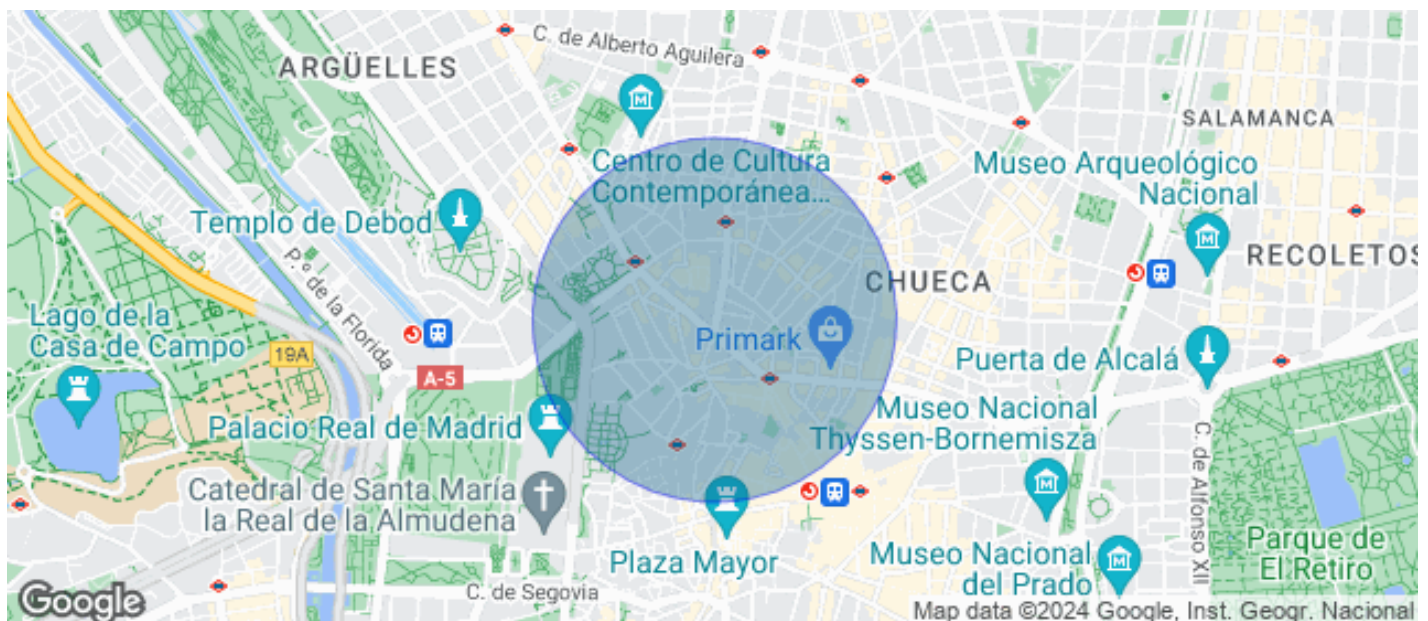 C. de Alberto Aguilera
ARGÜELLES
SALAMANCA
Centro de Cultura
Contemporánea...
Museo Arqueológico
Nacional
Templo de Debod
P.º de la Florida
CHUECA
RECOLETOS
Lago de la
Casa de Campo
19A
Primark
Puerta de Alcalá
A-5
Palacio Real de Madrid
Museo Nacional
Thyssen-Bornemisza
Catedral de Santa María
la Real de la Almudena
C. de Alfonso XII
Plaza Mayor
Museo Nacional
del Prado
Parque de
El Retiro
C. de Segovia
Google
Map data ©2024 Google, Inst. Geogr. Nacional